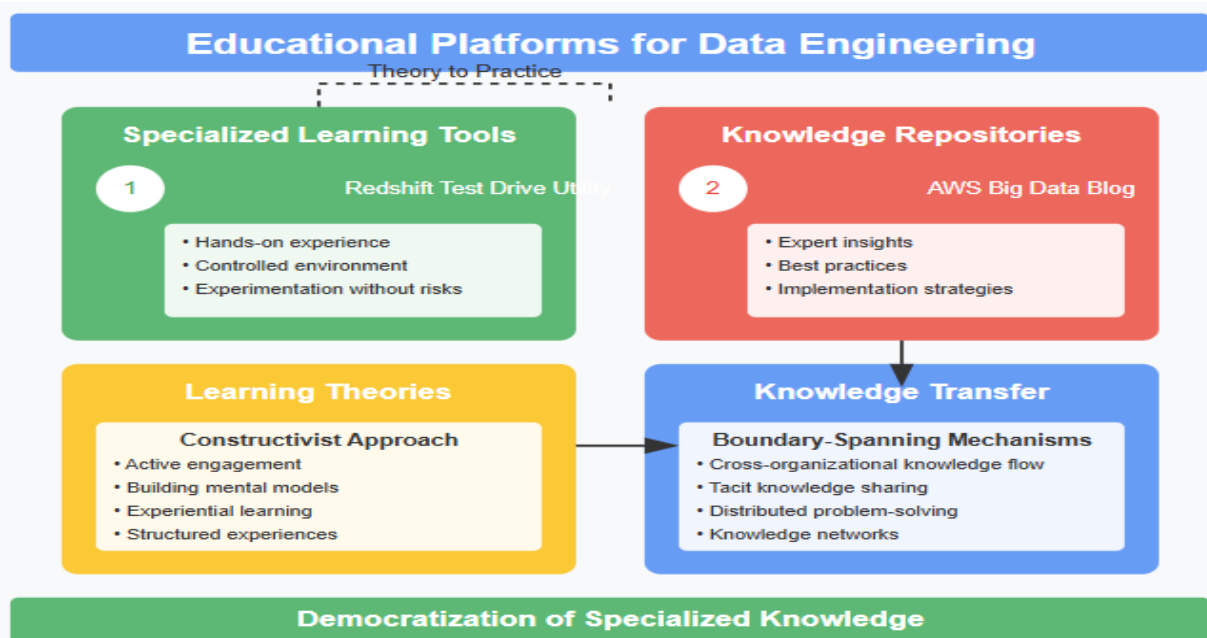 Educational Platforms for Data Engineering
Theory to Practice
Specialized Learning Tools
1
Redshift Test Drive Utility
• Hands-on experience
• Controlled environment
• Experimentation without risks
Knowledge Repositories
2
AWS Big Data Blog
• Expert insights
• Best practices
• Implementation strategies
Learning Theories
Constructivist Approach
• Active engagement
• Building mental models
• Experiential learning
• Structured experiences
Knowledge Transfer
Boundary-Spanning Mechanisms
• Cross-organizational knowledge flow
• Tacit knowledge sharing
• Distributed problem-solving
• Knowledge networks
Democratization of Specialized Knowledge